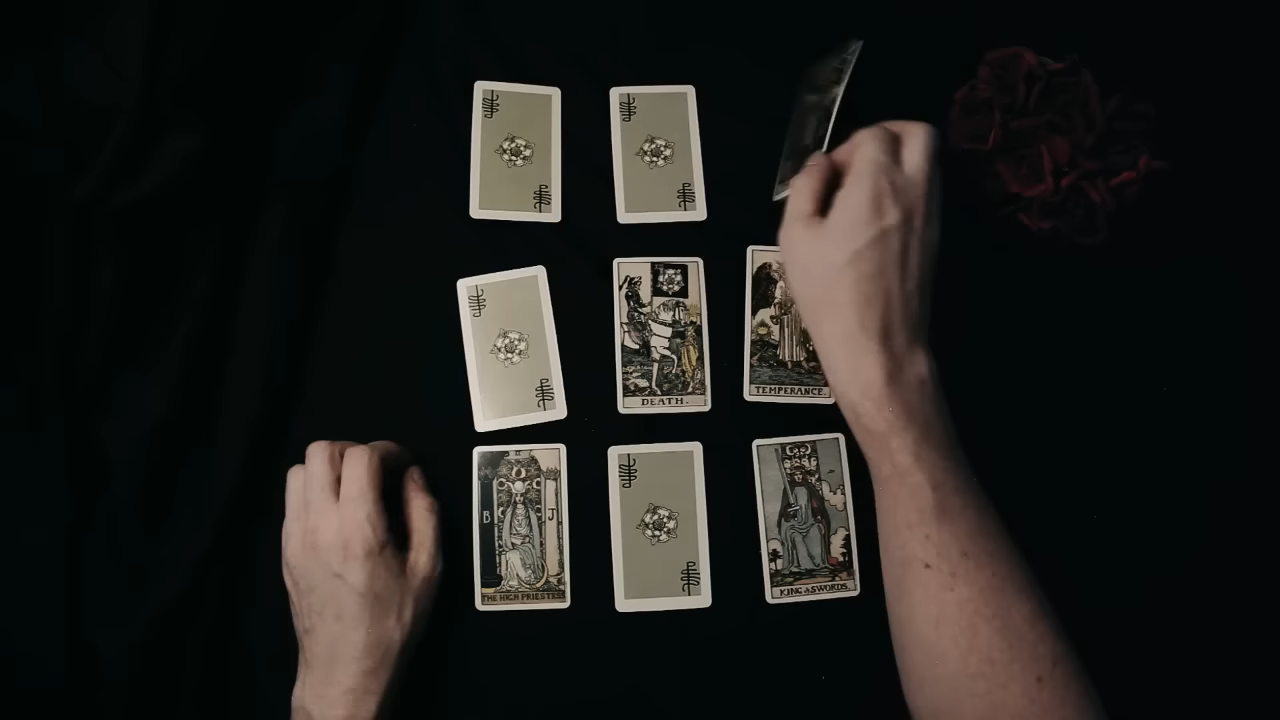 DEATH.
TEMPERANCE.
B J
THE HIGH PRIESTESS
KING of SWORDS.